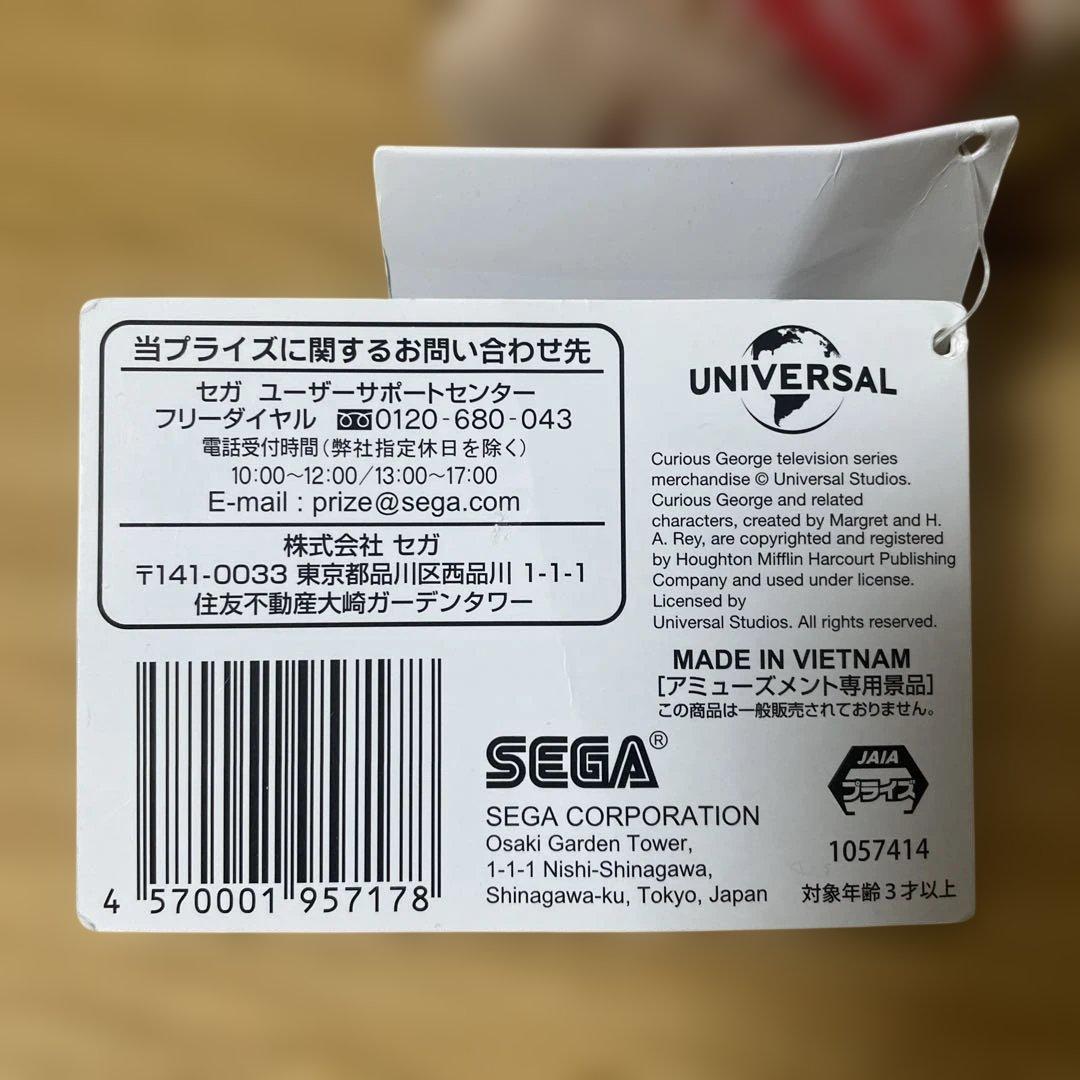 当プライズに関するお問い合わせ先
セガ ユーザーサポートセンター
フリーダイヤル 0120-680-043
電話受付時間(弊社指定休日を除く)
10:00〜12:00/13:00〜17:00
E-mail : prize@sega.com
株式会社 セガ
〒141-0033 東京都品川区西品川 1-1-1
住友不動産大崎ガーデンタワー
UNIVERSAL
Curious George television series
merchandise © Universal Studios.
Curious George and related
characters, created by Margret and H.
A. Rey, are copyrighted and registered
by Houghton Mifflin Harcourt Publishing
Company and used under license.
Licensed by
Universal Studios. All rights reserved.
MADE IN VIETNAM
[アミューズメント専用景品]
この商品は一般販売されておりません。
SEGA®
SEGA CORPORATION
Osaki Garden Tower,
1-1-1 Nishi-Shinagawa,
Shinagawa-ku, Tokyo, Japan
JAIA
プライズ
1057414
対象年齢3才以上
4 570001 957178